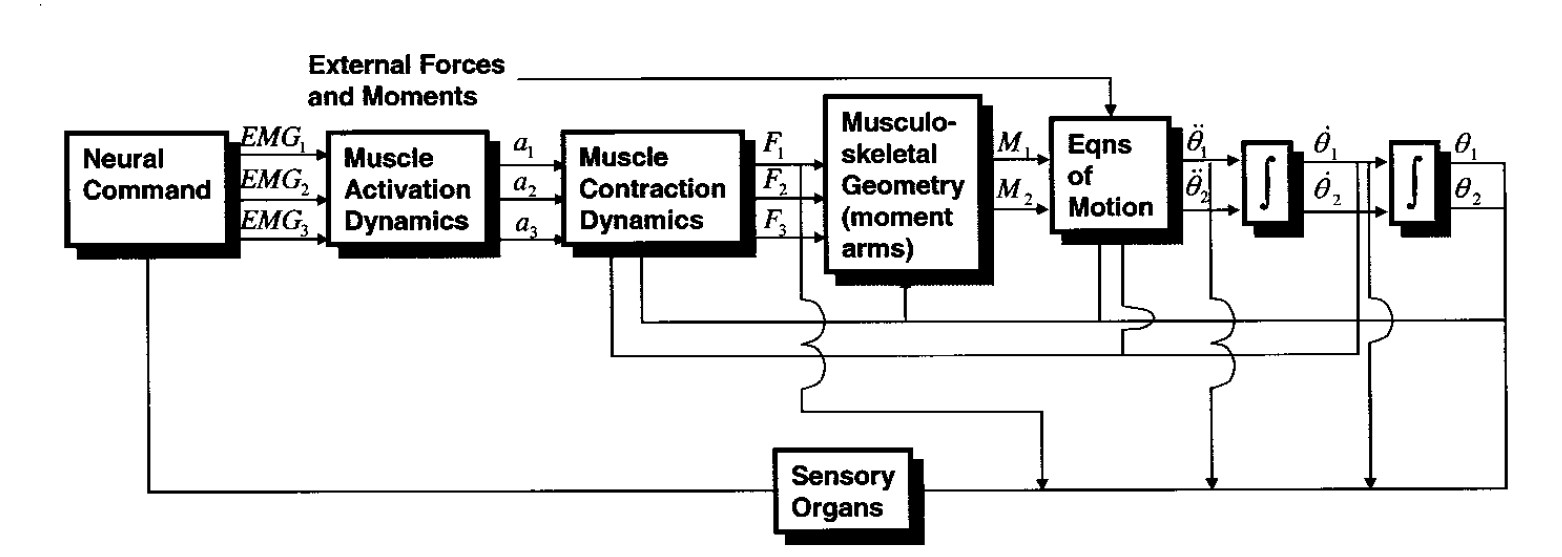 External Forces
and Moments
Neural
Command
EMG₁
EMG₂
EMG₃
Muscle
Activation
Dynamics
a₁
a₂
a₃
Muscle
Contraction
Dynamics
F₁
F₂
F₃
Musculo-
skeletal
Geometry
(moment
arms)
M₁
M₂
Eqns
of
Motion
θ̈₁
θ̈₂
∫
θ̇₁
θ̇₂
∫
θ₁
θ₂
Sensory
Organs